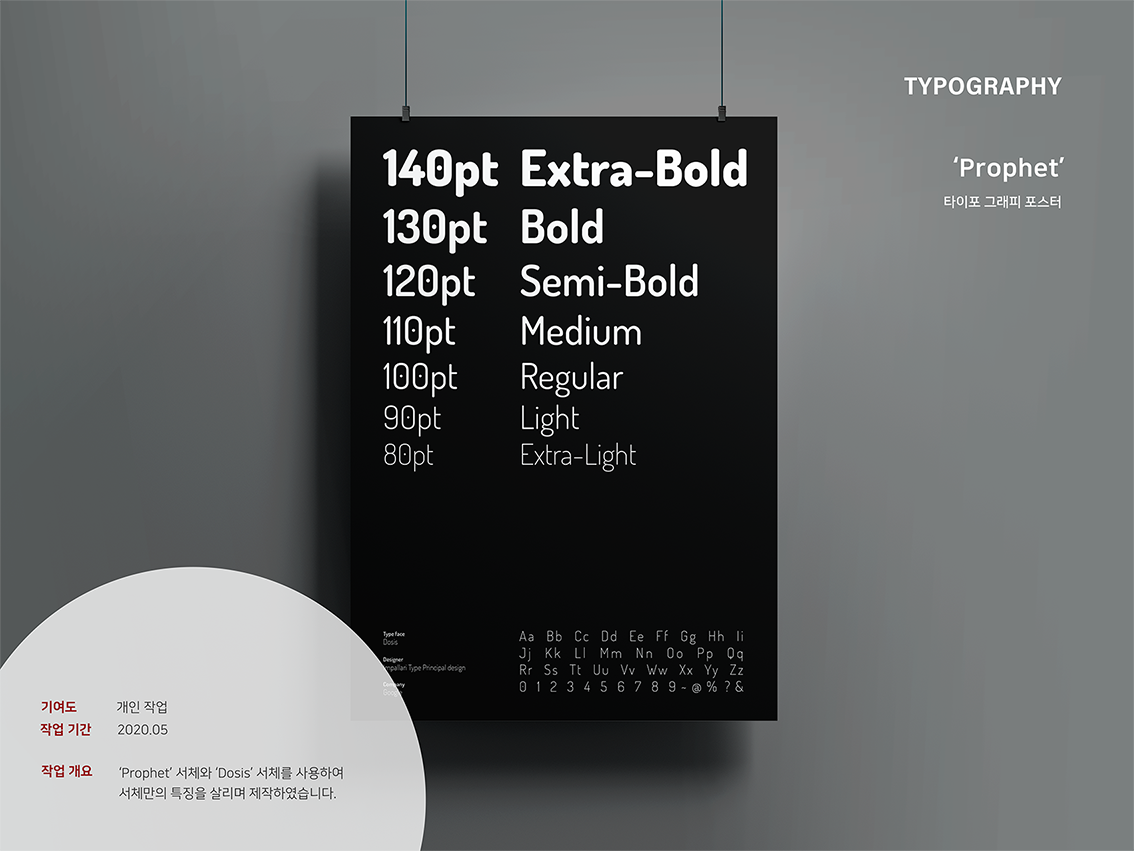 TYPOGRAPHY
‘Prophet’
타이포 그래피 포스터
140pt Extra-Bold
130pt Bold
120pt Semi-Bold
110pt Medium
100pt Regular
90pt Light
80pt Extra-Light
Type Face
Dosis
Designer
mpallari Type Principal design
Company
Google
Aa Bb Cc Dd Ee Ff Gg Hh Ii
Jj Kk Ll Mm Nn Oo Pp Qq
Rr Ss Tt Uu Vv Ww Xx Yy Zz
0 1 2 3 4 5 6 7 8 9 ~ @ % ? &
기여도 개인 작업
작업 기간 2020.05
작업 개요 ‘Prophet’ 서체와 ‘Dosis’ 서체를 사용하여
서체만의 특징을 살리며 제작하였습니다.